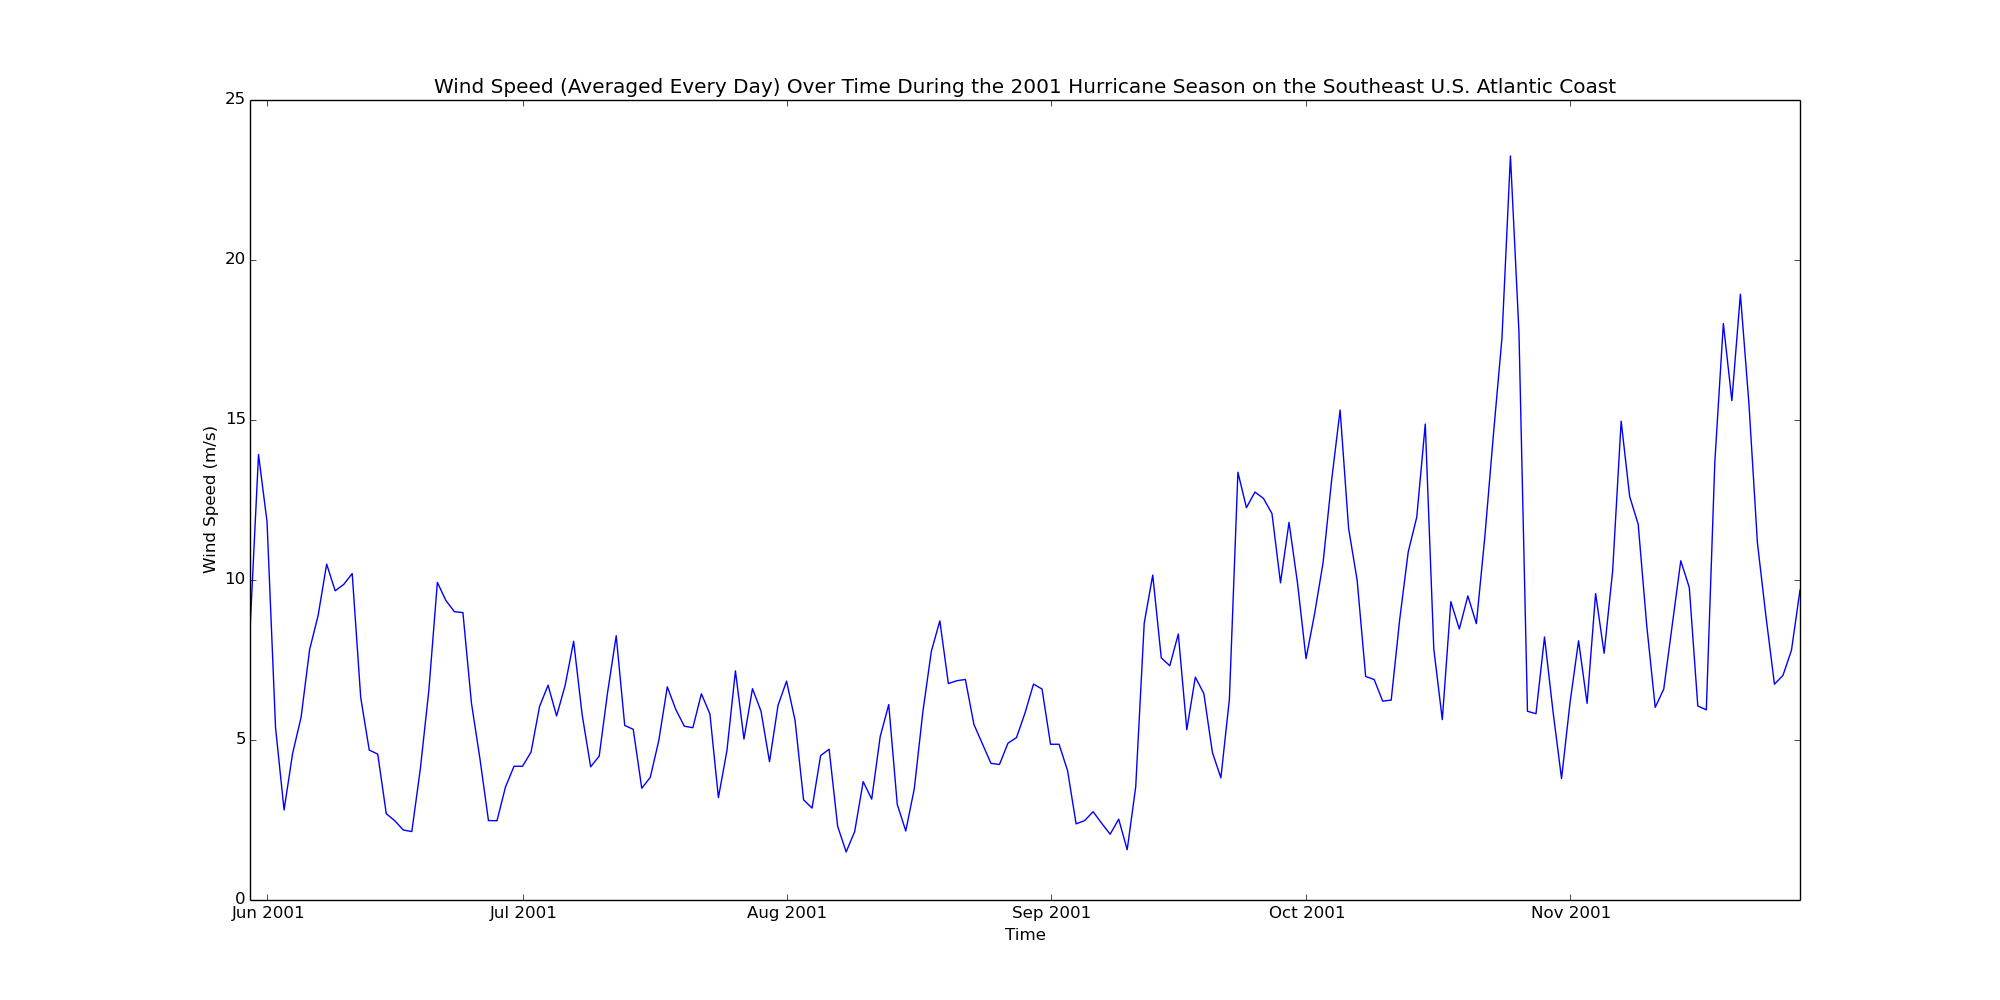 Wind Speed (Averaged Every Day) Over Time During the 2001 Hurricane Season on the Southeast U.S. Atlantic Coast
25
20
15
10
5
0
Wind Speed (m/s)
Jun 2001 Jul 2001 Aug 2001 Sep 2001 Oct 2001 Nov 2001
Time